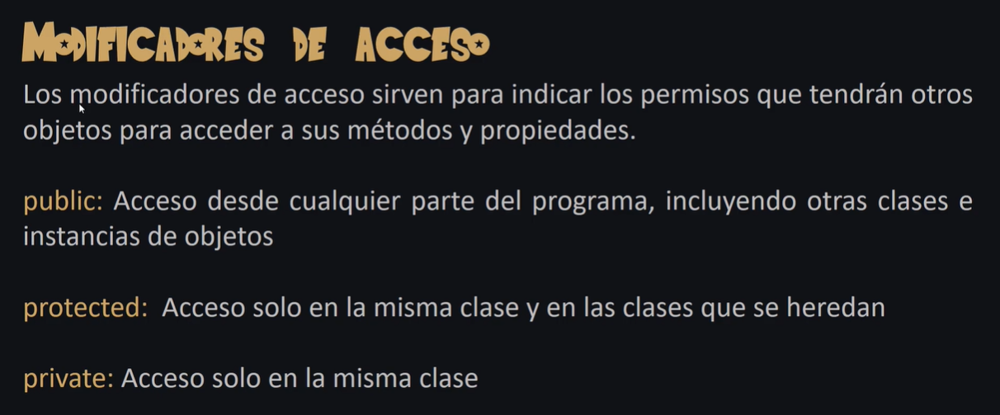 Modificadores de acceso
Los modificadores de acceso sirven para indicar los permisos que tendrán otros
objetos para acceder a sus métodos y propiedades.
public: Acceso desde cualquier parte del programa, incluyendo otras clases e
instancias de objetos
protected: Acceso solo en la misma clase y en las clases que se heredan
private: Acceso solo en la misma clase